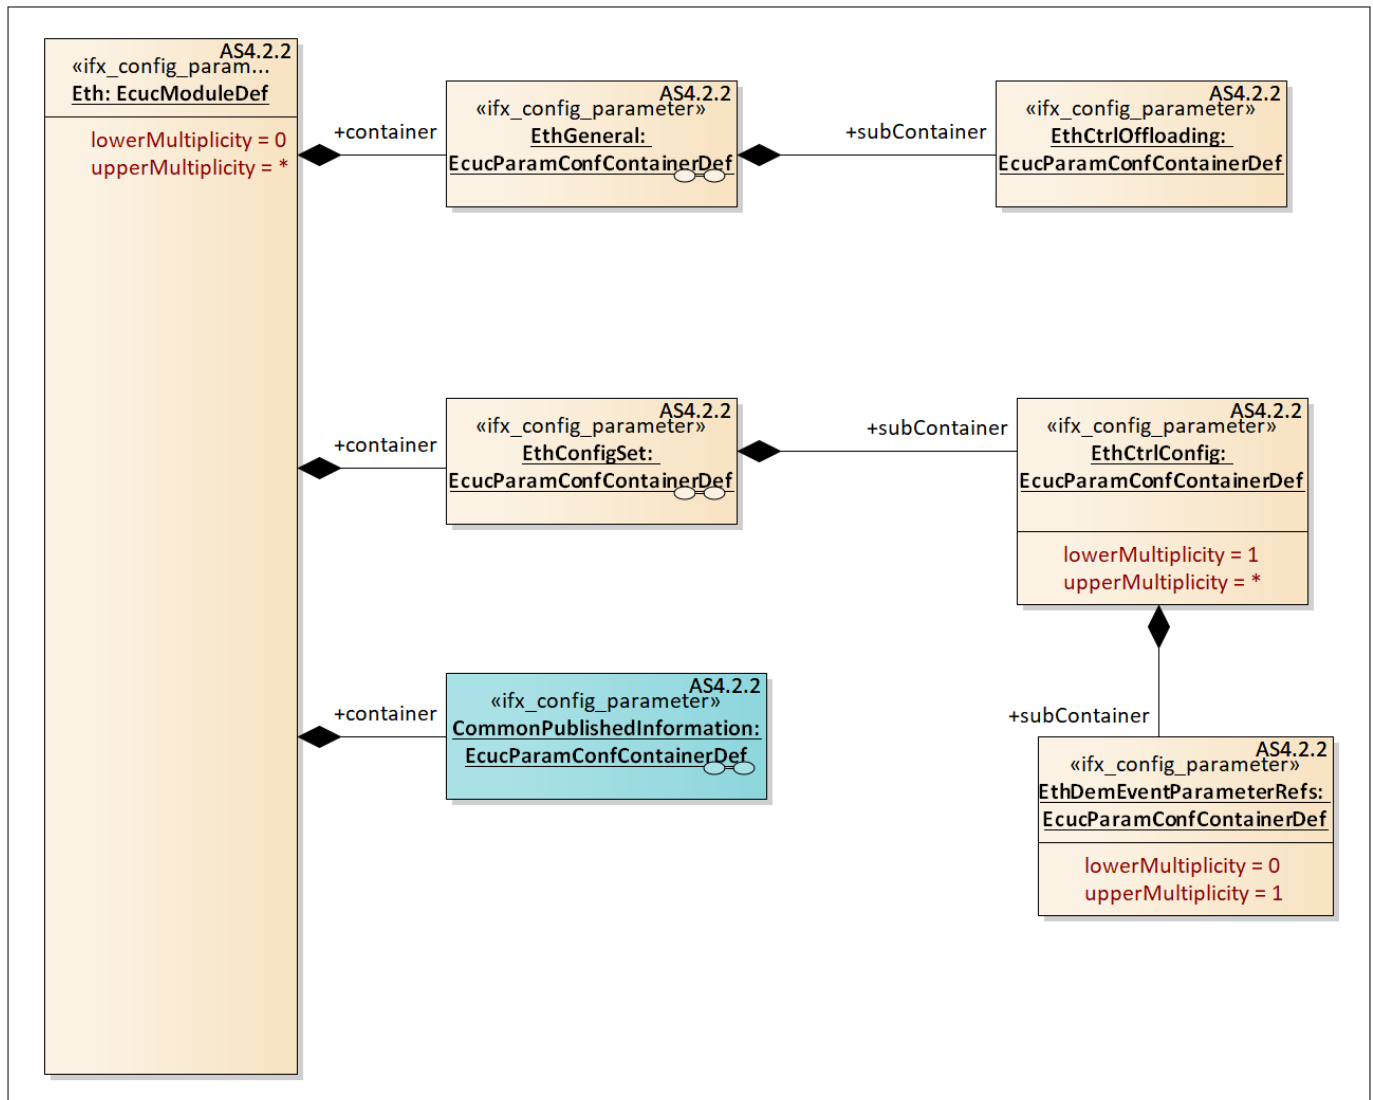 AS4.2.2
«ifx_config_param...
Eth: EcucModuleDef
lowerMultiplicity = 0
upperMultiplicity = *
+container
AS4.2.2
«ifx_config_parameter»
EthGeneral:
EcucParamConfContainerDef
+subContainer
AS4.2.2
«ifx_config_parameter»
EthCtrlOffloading:
EcucParamConfContainerDef
+container
AS4.2.2
«ifx_config_parameter»
EthConfigSet:
EcucParamConfContainerDef
+subContainer
AS4.2.2
«ifx_config_parameter»
EthCtrlConfig:
EcucParamConfContainerDef
lowerMultiplicity = 1
upperMultiplicity = *
+container
AS4.2.2
«ifx_config_parameter»
CommonPublishedInformation:
EcucParamConfContainerDef
+subContainer
AS4.2.2
«ifx_config_parameter»
EthDemEventParameterRefs:
EcucParamConfContainerDef
lowerMultiplicity = 0
upperMultiplicity = 1